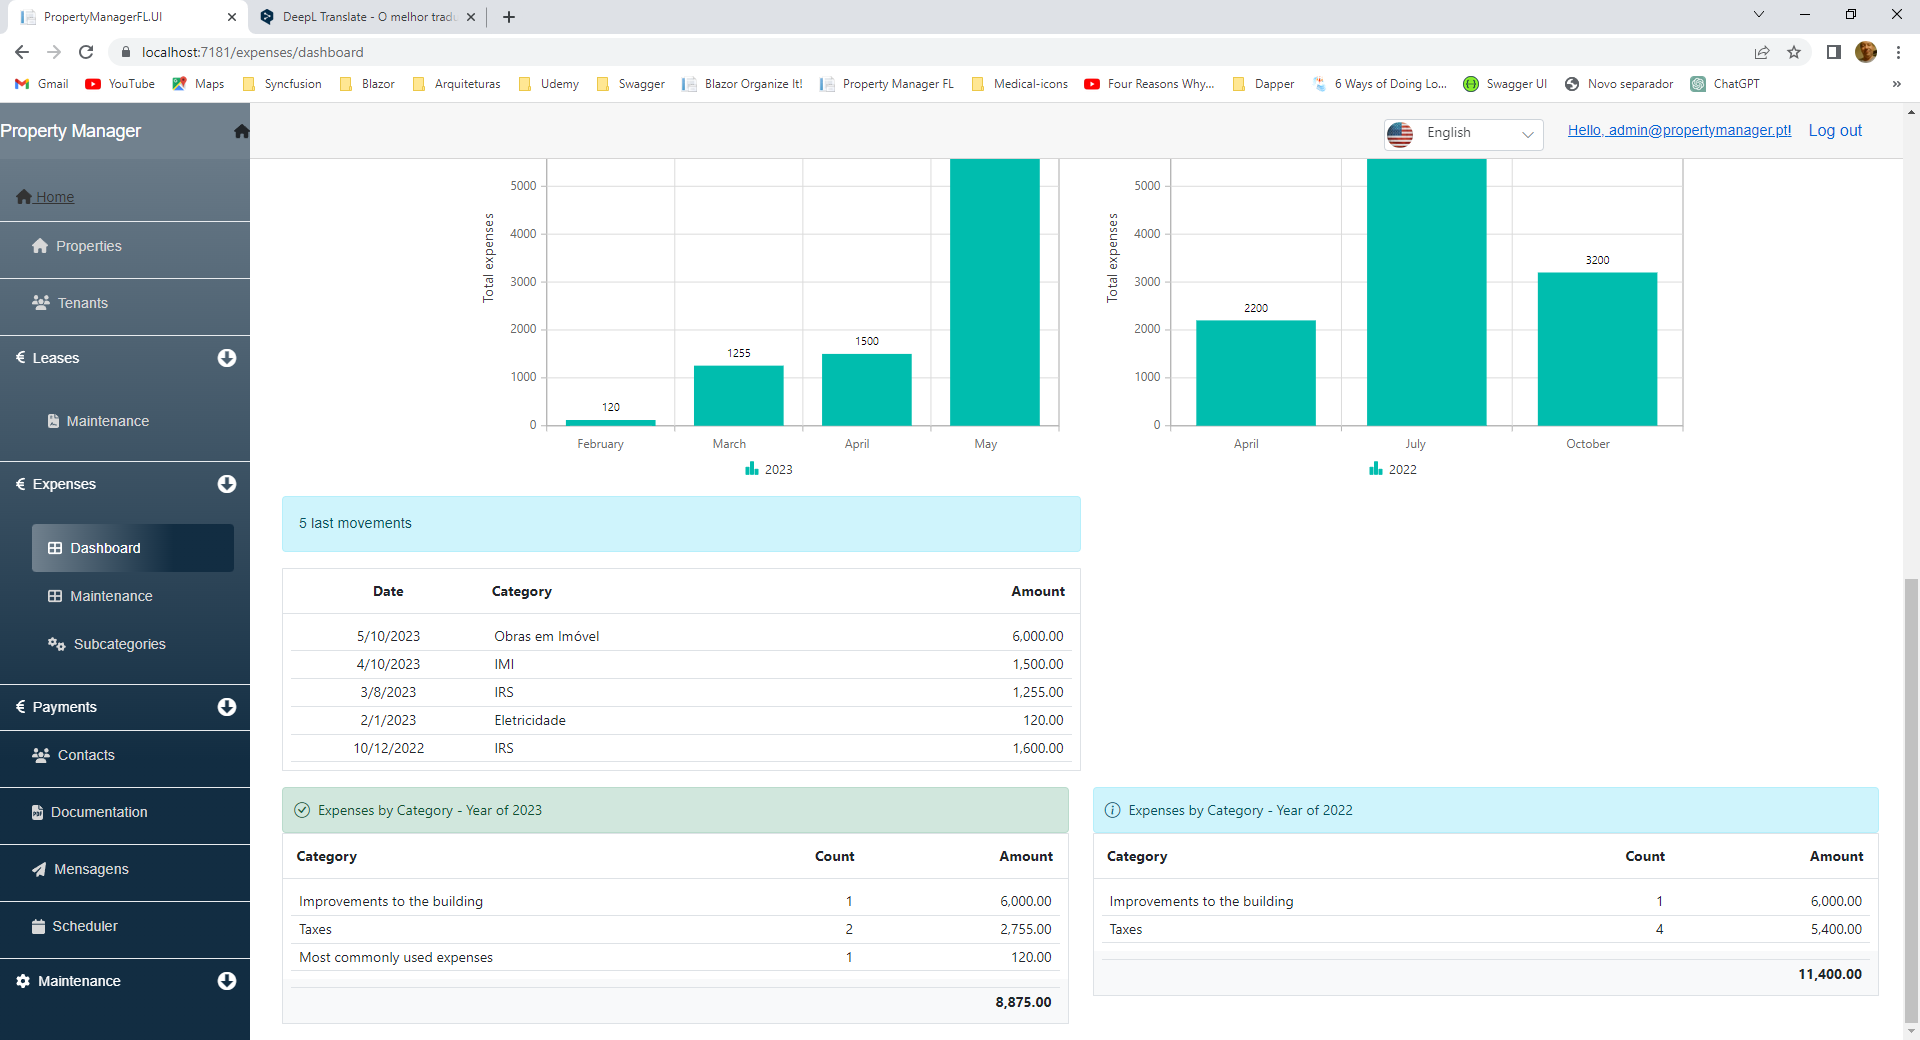 PropertyManagerFL.UI
DeepL Translate - O melhor tradu
localhost:7181/expenses/dashboard
Gmail YouTube Maps Syncfusion Blazor Arquiteturas Udemy Swagger Blazor Organize It! Property Manager FL Medical-icons Four Reasons Why... Dapper 6 Ways of Doing Lo... Swagger UI Novo separador ChatGPT »
Property Manager
English
Hello, admin@propertymanager.pt!
Log out
Home
Properties
Tenants
€ Leases
Maintenance
€ Expenses
Dashboard
Maintenance
Subcategories
€ Payments
Contacts
Documentation
Mensagens
Scheduler
Maintenance
Total expenses
5000
4000
3000
2000
1000
0
120
1255
1500
February March April May
2023
Total expenses
5000
4000
3000
2000
1000
0
2200
3200
April July October
2022
5 last movements
Date Category Amount
5/10/2023 Obras em Imóvel 6,000.00
4/10/2023 IMI 1,500.00
3/8/2023 IRS 1,255.00
2/1/2023 Eletricidade 120.00
10/12/2022 IRS 1,600.00
Expenses by Category - Year of 2023
Category Count Amount
Improvements to the building 1 6,000.00
Taxes 2 2,755.00
Most commonly used expenses 1 120.00
8,875.00
Expenses by Category - Year of 2022
Category Count Amount
Improvements to the building 1 6,000.00
Taxes 4 5,400.00
11,400.00